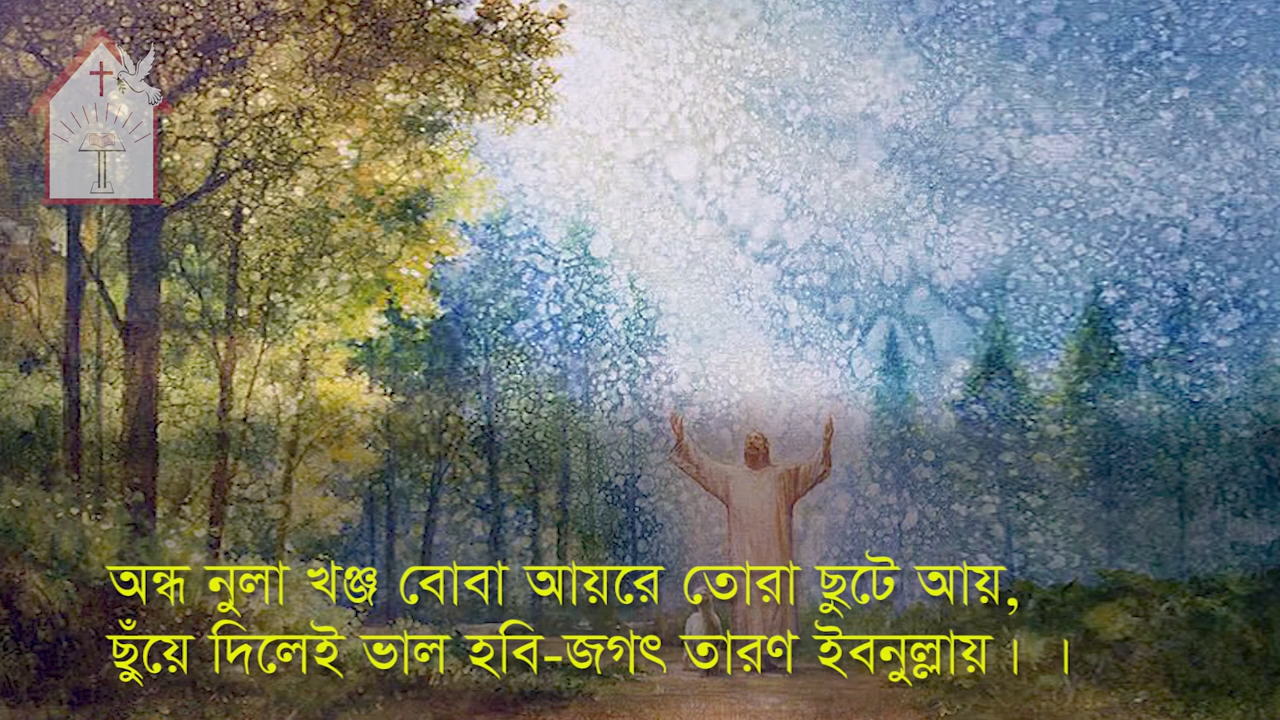 অন্ধ নুলা খঞ্জ বোবা আয়রে তোরা ছুটে আয়,
ছুঁয়ে দিলেই ভাল হবি-জগৎ তারণ ইবনুল্লায়। ।